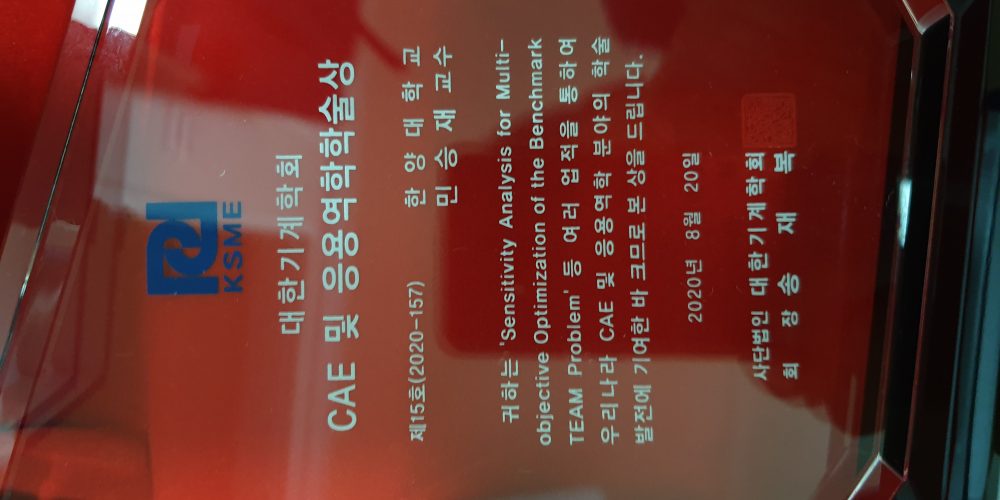 KSME
대한기계학회
CAE 및 응용역학학술상
제15호(2020-157)
한양대학교
민승재 교수
귀하는 'Sensitivity Analysis for Multi-
objective Optimization of the Benchmark
TEAM Problem' 등 여러 업적을 통하여
우리나라 CAE 및 응용역학 분야의 학술
발전에 기여한 바 크므로 본 상을 드립니다.
2020년 8월 20일
사단법인 대한기계학회
회장 송재복